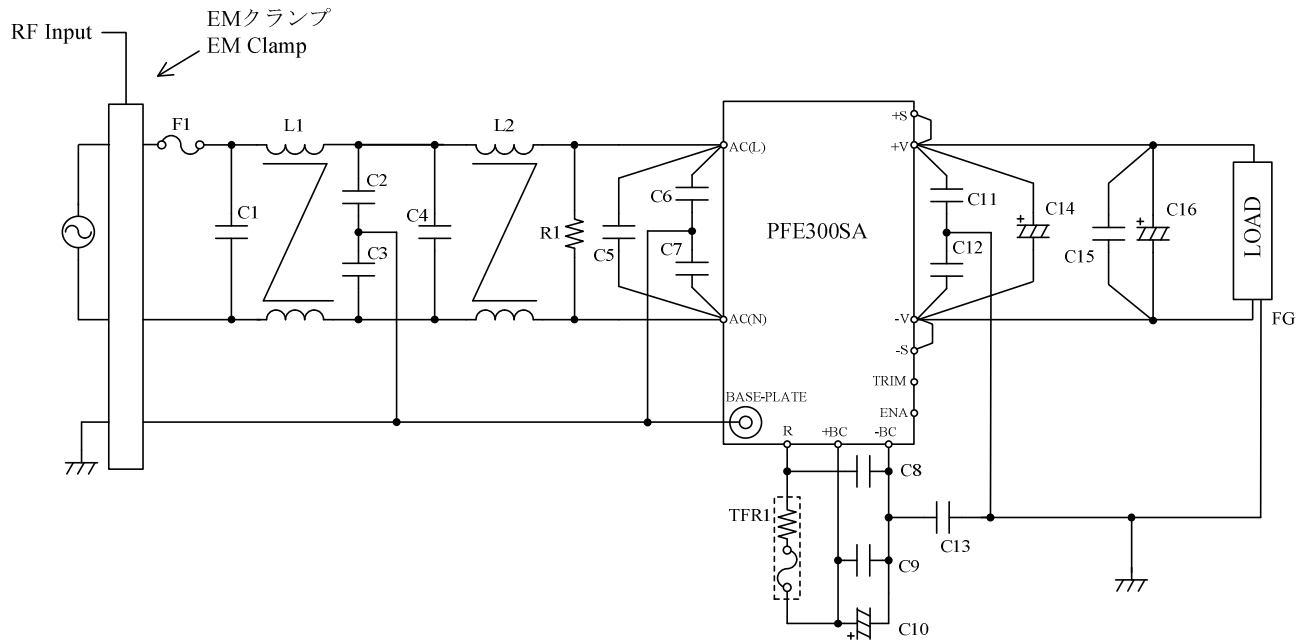 EMクランプ
RF Input
EM Clamp
F1
L1
L2
+S
AC(L)
+V
C2
C6
C11
C1
C4
R1
C5
PFE300SA
C14
C16
LOAD
C3
C7
C12
C15
AC(N)
-V
FG
-S
TRIM
BASE-PLATE
ENA
R
+BC
-BC
C8
TFR1
C13
C9
+
C10
+
+